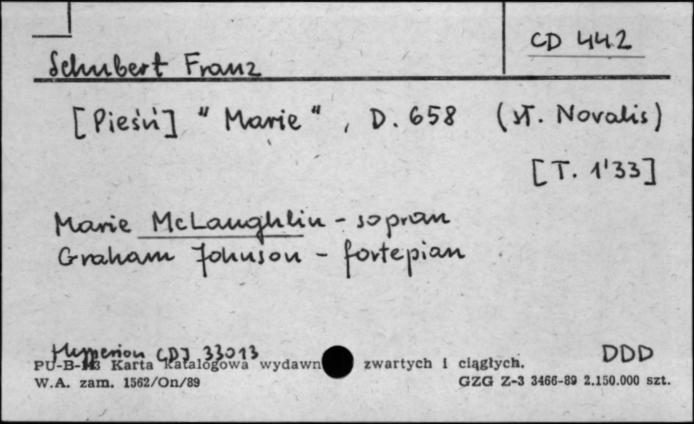 CD 442
Schubert Franz
[Pieśń] " Marie " , D. 658 (sł. Novalis)
[T. 1'33]
Marie McLaughlin - sopran
Graham Johnson - fortepian
Hyperion CDJ 33013 DDD
PU-B-143 Karta katalogowa wydawn zwartych i ciągłych.
W.A. zam. 1562/On/89 GZG Z-3 3466-89 2.150.000 szt.